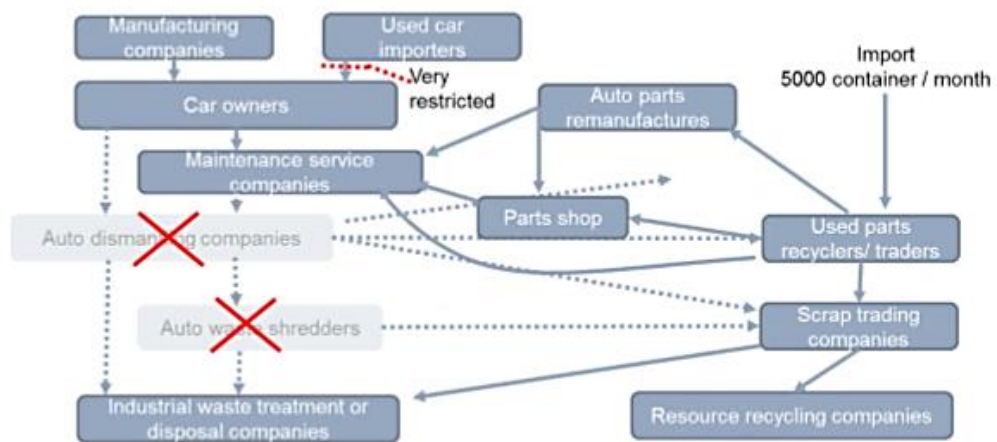 Manufacturing
companies
Used car
importers
Import
5000 container / month
Very
restricted
Car owners
Auto parts
remanufactures
Maintenance service
companies
Parts shop
Auto dismantling companies
Used parts
recyclers/ traders
Auto waste shredders
Scrap trading
companies
Industrial waste treatment or
disposal companies
Resource recycling companies